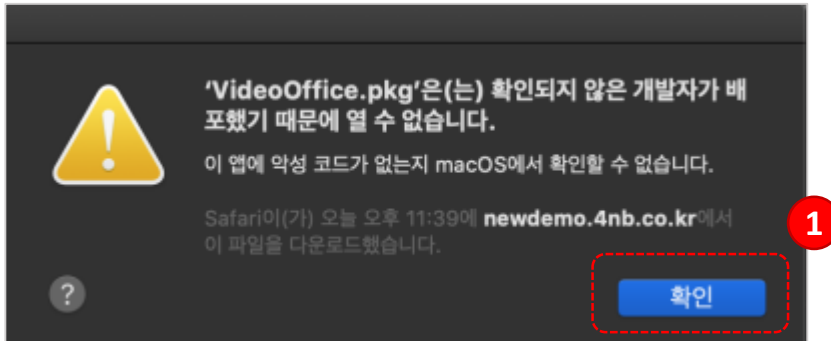 ‘VideoOffice.pkg’은(는) 확인되지 않은 개발자가 배
포했기 때문에 열 수 없습니다.
이 앱에 악성 코드가 없는지 macOS에서 확인할 수 없습니다.
Safari이(가) 오늘 오후 11:39에 newdemo.4nb.co.kr에서
이 파일을 다운로드했습니다.
1
?
확인